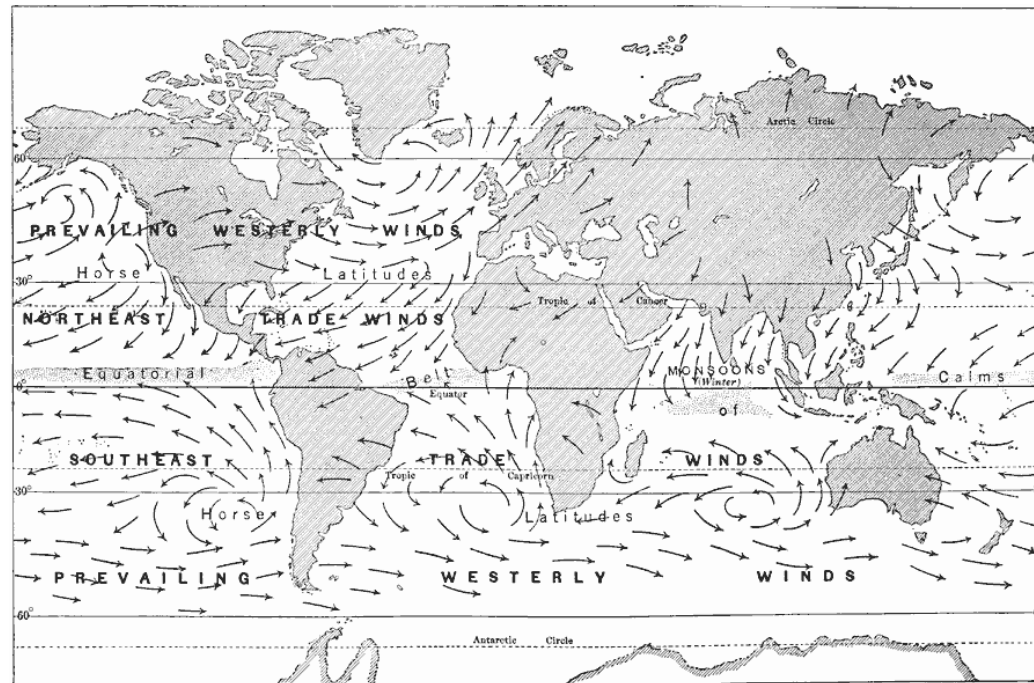 Arctic Circle
60
PREVAILING WESTERLY WINDS
Horse Latitudes
30°
Tropic of Cancer
NORTHEAST TRADE WINDS
MONSOONS
(Winter)
Equatorial Belt of Calms
0°
Equator
SOUTHEAST TRADE WINDS
Tropic of Capricorn
30°
Horse Latitudes
PREVAILING WESTERLY WINDS
60°
Antarctic Circle